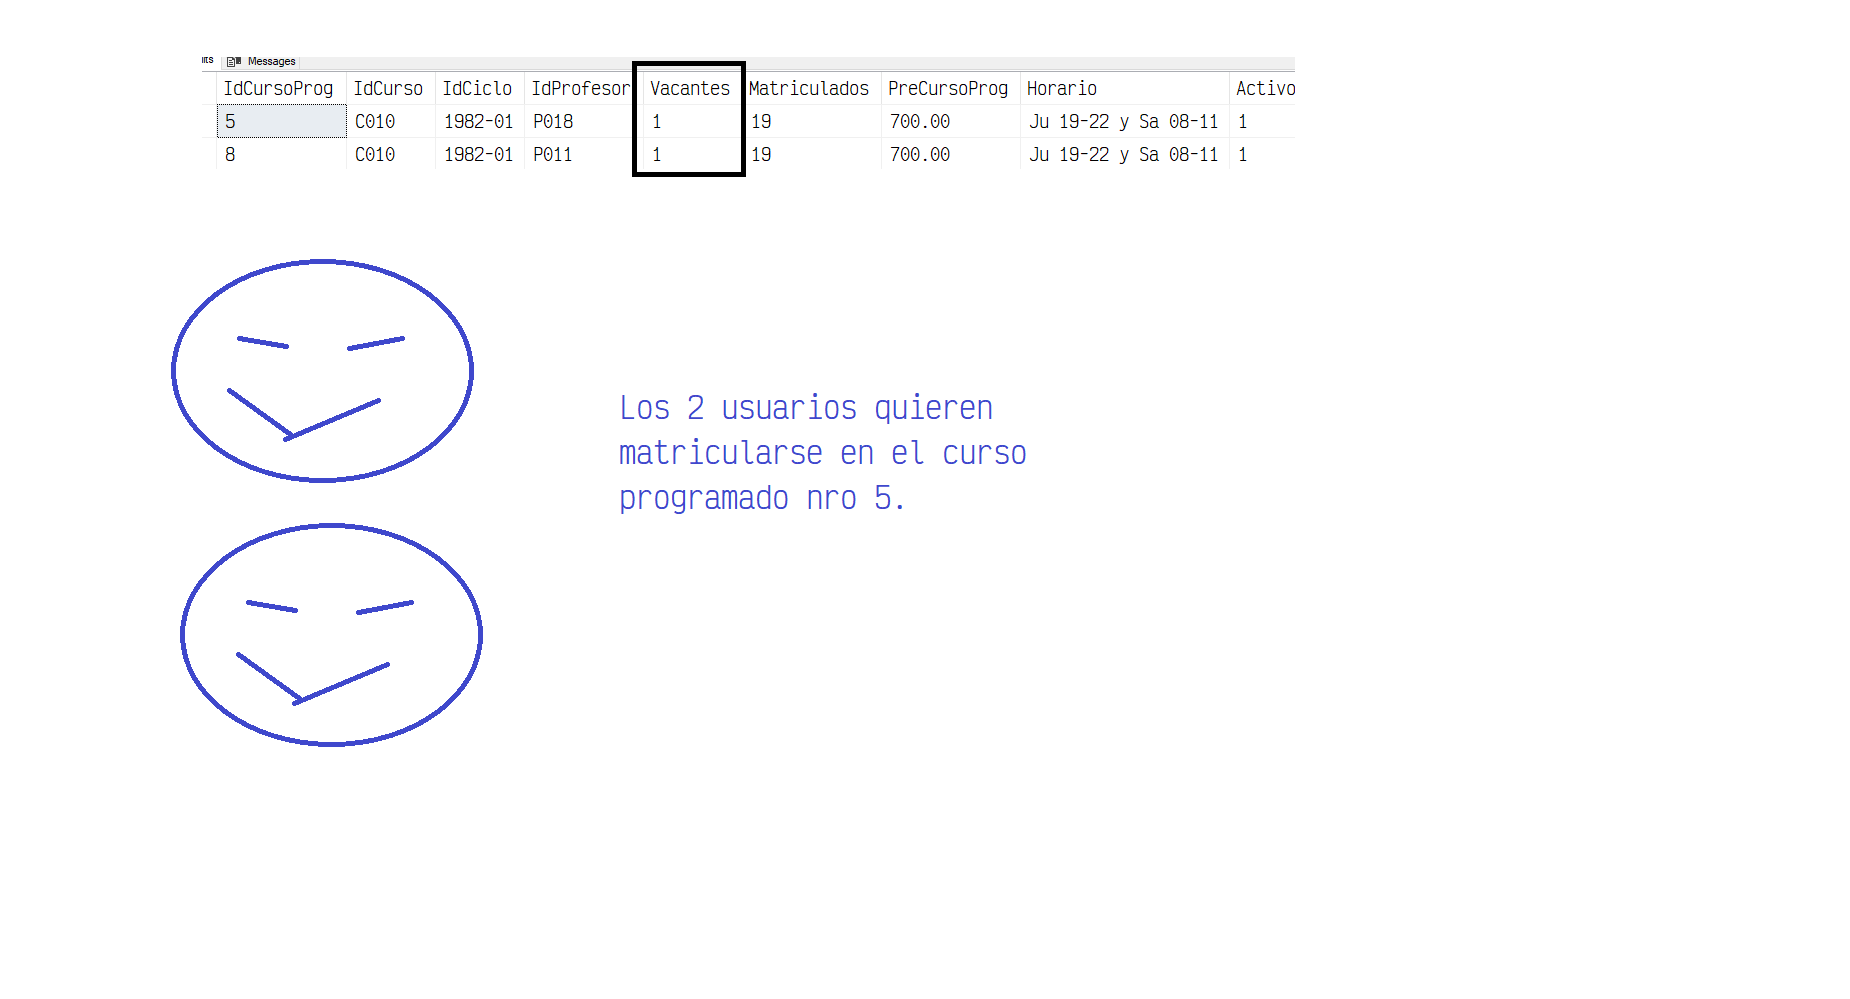 Messages
IdCursoProg IdCurso IdCiclo IdProfesor Vacantes Matriculados PreCursoProg Horario Activo
5 C010 1982-01 P018 1 19 700.00 Ju 19-22 y Sa 08-11 1
8 C010 1982-01 P011 1 19 700.00 Ju 19-22 y Sa 08-11 1
Los 2 usuarios quieren
matricularse en el curso
programado nro 5.